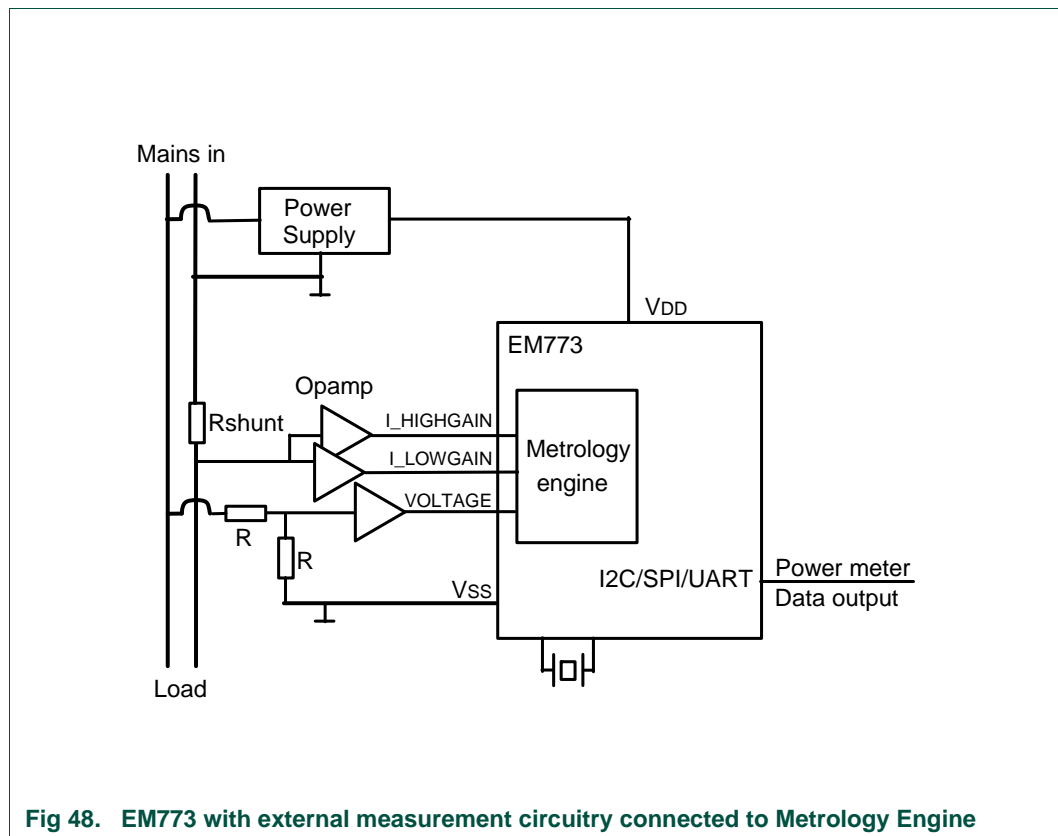 Mains in
Power
Supply
VDD
EM773
Opamp
Rshunt
I_HIGHGAIN
I_LOWGAIN
VOLTAGE
Metrology
engine
R
R
VSS
I2C/SPI/UART
Power meter
Data output
Load
Fig 48. EM773 with external measurement circuitry connected to Metrology Engine